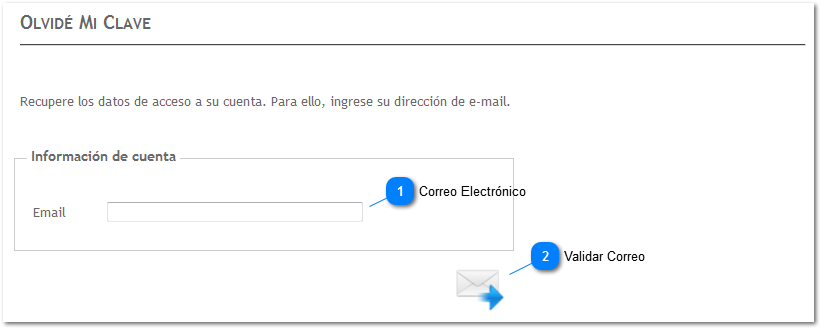 Olvidé Mi Clave
Recupere los datos de acceso a su cuenta. Para ello, ingrese su dirección de e-mail.
Información de cuenta
Email
1 Correo Electrónico
2 Validar Correo